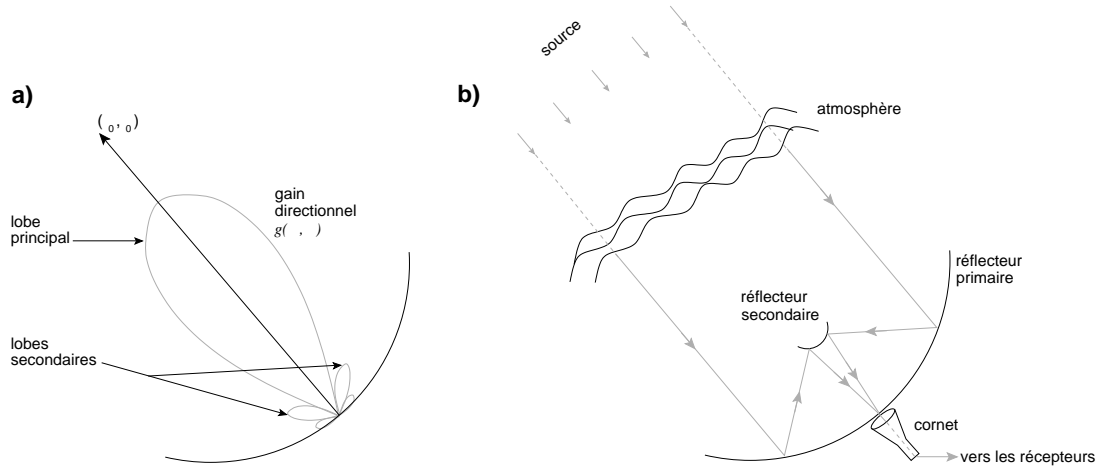 a)
( 0, 0)
gain
directionnel
g( , )
lobe
principal
lobes
secondaires
b)
source
atmosphère
réflecteur
primaire
réflecteur
secondaire
cornet
vers les récepteurs